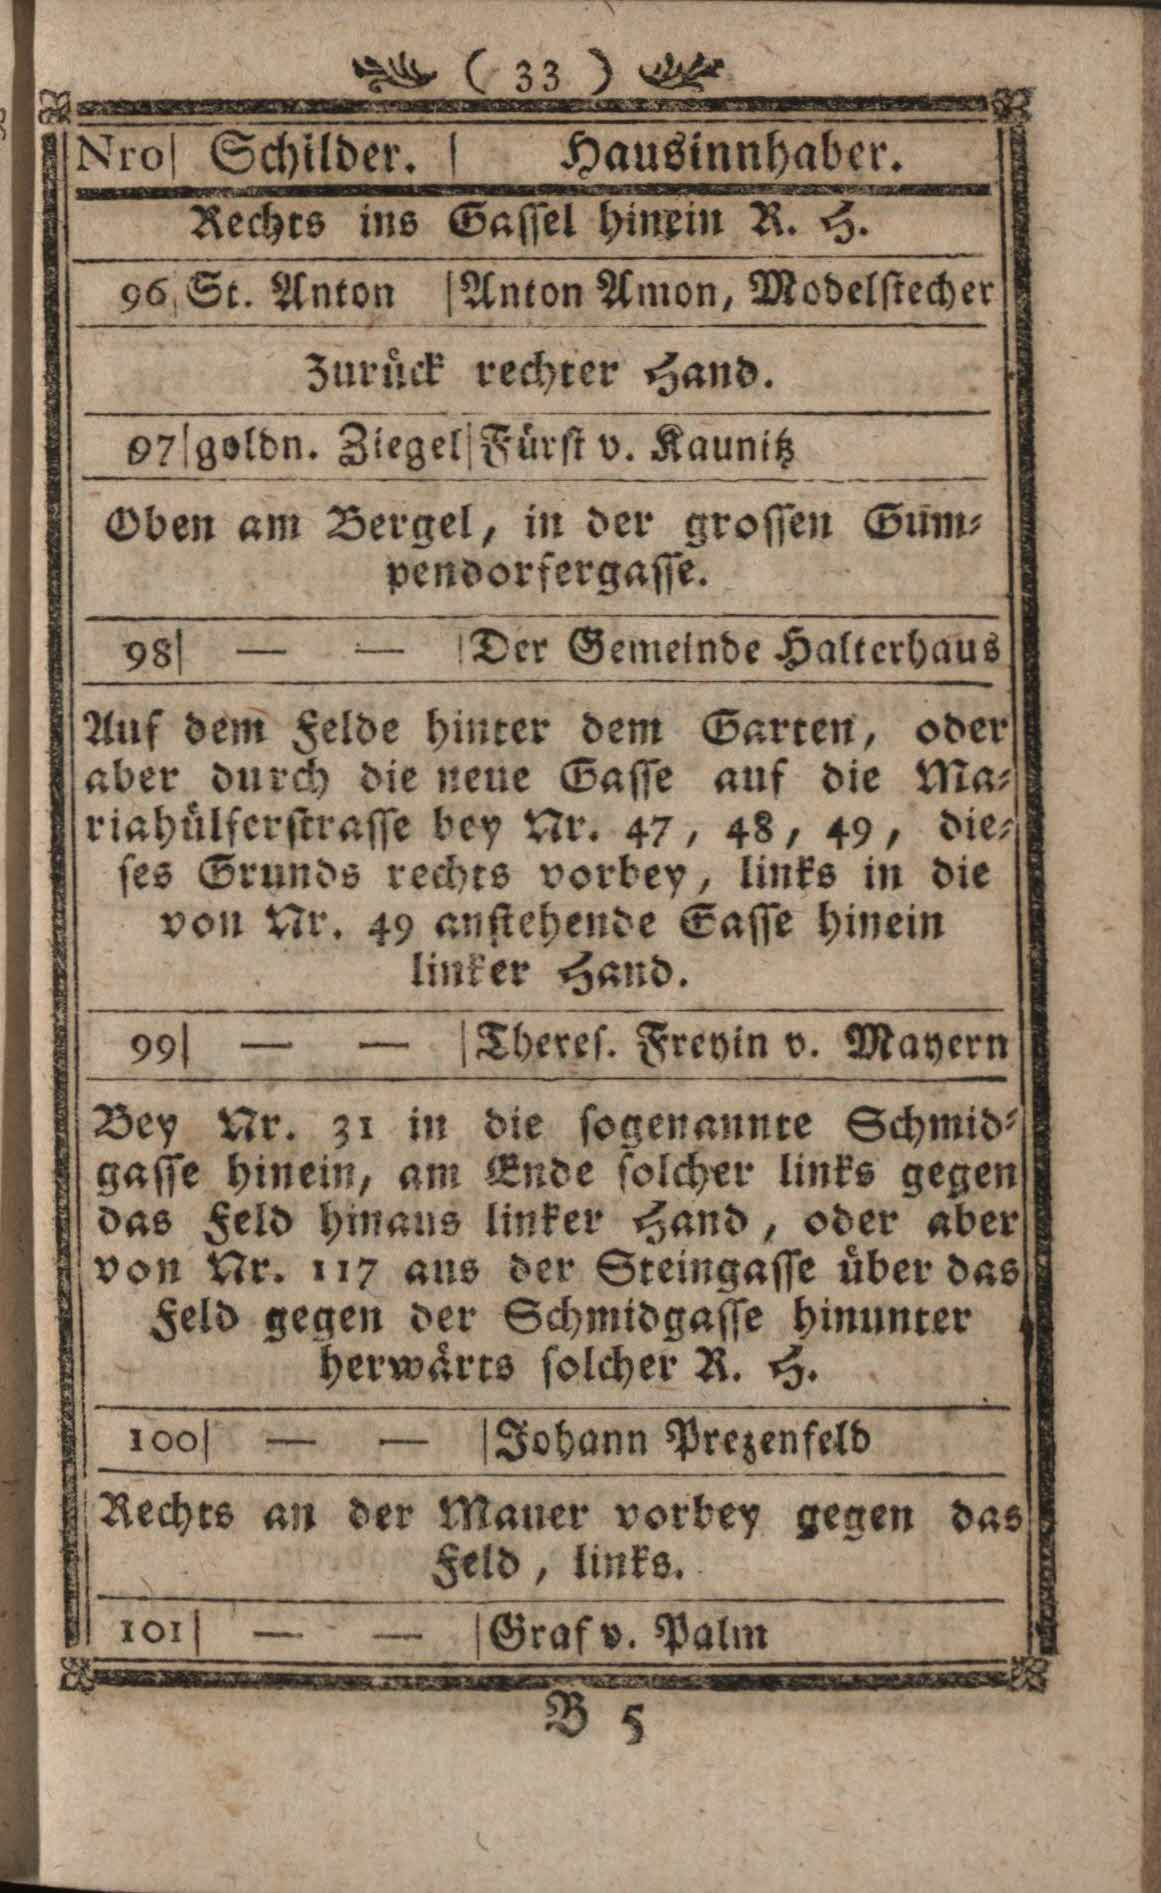 ( 33 )
Nro| Schilder. | Hausinnhaber.
Rechts ins Gassel hinein R. H.
96 St. Anton | Anton Amon, Modelstecher
Zurück rechter Hand.
97|goldn. Ziegel|Fürst v. Kaunitz
Oben am Bergel, in der grossen Gum-
pendorfergasse.
98| — — |Der Gemeinde Halterhaus
Auf dem Felde hinter dem Garten, oder
aber durch die neue Gasse auf die Ma-
riahülferstrasse bey Nr. 47, 48, 49, die-
ses Grunds rechts vorbey, links in die
von Nr. 49 anstehende Gasse hinein
linker Hand.
99| — — |Theres. Freyin v. Mayern
Bey Nr. 31 in die sogenannte Schmid-
gasse hinein, am Ende solcher links gegen
das Feld hinaus linker Hand, oder aber
von Nr. 117 aus der Steingasse über das
Feld gegen der Schmidgasse hinunter
herwärts solcher R. H.
100| — — |Johann Prezenfeld
Rechts an der Mauer vorbey gegen das
Feld, links.
101| — — |Graf v. Palm
B 5